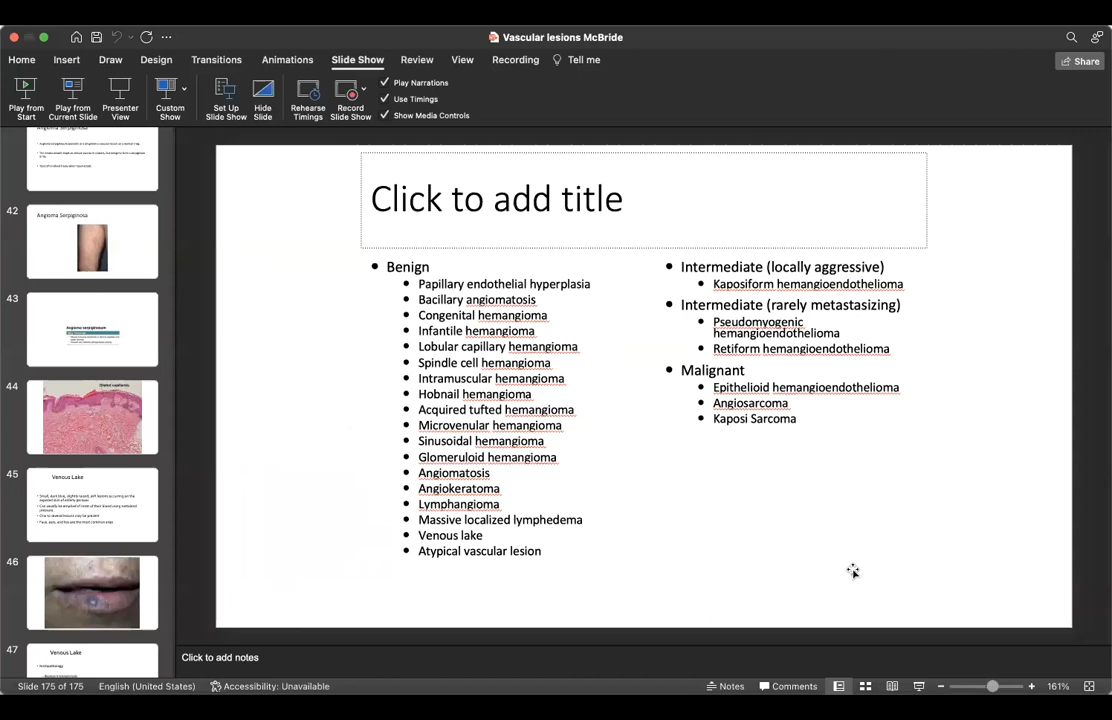 Vascular lesions McBride
Home Insert Draw Design Transitions Animations Slide Show Review View Recording Tell me
Share
Play from Start
Play from Current Slide
Presenter View
Custom Show
Set Up Slide Show
Hide Slide
Rehearse Timings
Record Slide Show
Play Narrations
Use Timings
Show Media Controls
42
Angioma Serpiginosa
43
Angioma serpiginosum
44
Dilated capillaries
45
Venous Lake
46
47
Venous Lake
Click to add title
Benign
Papillary endothelial hyperplasia
Bacillary angiomatosis
Congenital hemangioma
Infantile hemangioma
Lobular capillary hemangioma
Spindle cell hemangioma
Intramuscular hemangioma
Hobnail hemangioma
Acquired tufted hemangioma
Microvenular hemangioma
Sinusoidal hemangioma
Glomeruloid hemangioma
Angiomatosis
Angiokeratoma
Lymphangioma
Massive localized lymphedema
Venous lake
Atypical vascular lesion
Intermediate (locally aggressive)
Kaposiform hemangioendothelioma
Intermediate (rarely metastasizing)
Pseudomyogenic
hemangioendothelioma
Retiform hemangioendothelioma
Malignant
Epithelioid hemangioendothelioma
Angiosarcoma
Kaposi Sarcoma
Click to add notes
Slide 175 of 175 English (United States) Accessibility: Unavailable Notes Comments 161%